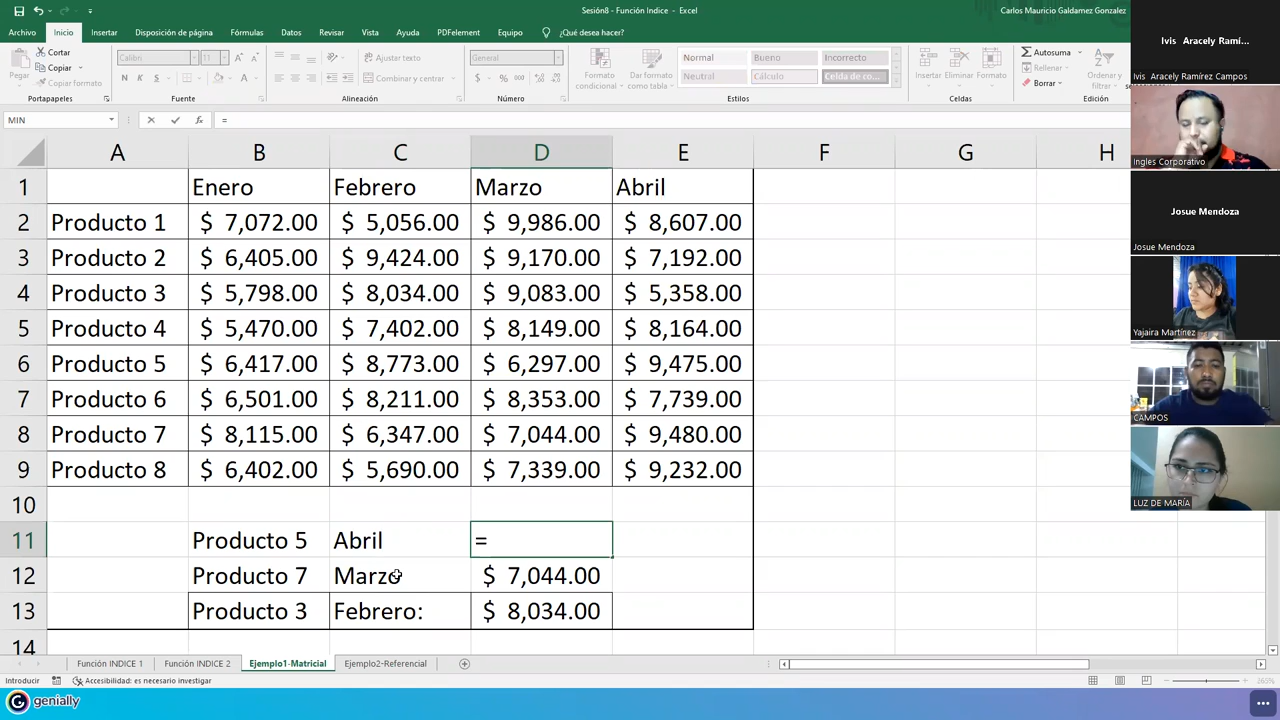 Sesión8 - Función Indice - Excel
Carlos Mauricio Galdamez Gonzalez
Archivo Inicio Insertar Disposición de página Fórmulas Datos Revisar Vista Ayuda PDFelement Equipo ¿Qué desea hacer?
Pegar Cortar Copiar Copiar formato
Portapapeles
Calibri 11
Fuente
Ajustar texto
Combinar y centrar
Alineación
General
$ % 000
Número
Formato condicional
Dar formato como tabla
Normal Bueno Incorrecto
Neutral Cálculo Celda de co...
Estilos
Insertar Eliminar Formato
Celdas
Autosuma
Rellenar
Borrar
Ordenar y filtrar
Edición
MIN =
A B C D E F G H
1 Enero Febrero Marzo Abril
2 Producto 1 $ 7,072.00 $ 5,056.00 $ 9,986.00 $ 8,607.00
3 Producto 2 $ 6,405.00 $ 9,424.00 $ 9,170.00 $ 7,192.00
4 Producto 3 $ 5,798.00 $ 8,034.00 $ 9,083.00 $ 5,358.00
5 Producto 4 $ 5,470.00 $ 7,402.00 $ 8,149.00 $ 8,164.00
6 Producto 5 $ 6,417.00 $ 8,773.00 $ 6,297.00 $ 9,475.00
7 Producto 6 $ 6,501.00 $ 8,211.00 $ 8,353.00 $ 7,739.00
8 Producto 7 $ 8,115.00 $ 6,347.00 $ 7,044.00 $ 9,480.00
9 Producto 8 $ 6,402.00 $ 5,690.00 $ 7,339.00 $ 9,232.00
10
11 Producto 5 Abril =
12 Producto 7 Marzo $ 7,044.00
13 Producto 3 Febrero: $ 8,034.00
14
Función INDICE 1 Función INDICE 2 Ejemplo1-Matricial Ejemplo2-Referencial
Introducir Accesibilidad: es necesario investigar 265%
genially
Ivis Aracely Ramí...
Ivis Aracely Ramírez Campos
Ingles Corporativo
Josue Mendoza
Josue Mendoza
Yajaira Martínez
CAMPOS
LUZ DE MARÍA